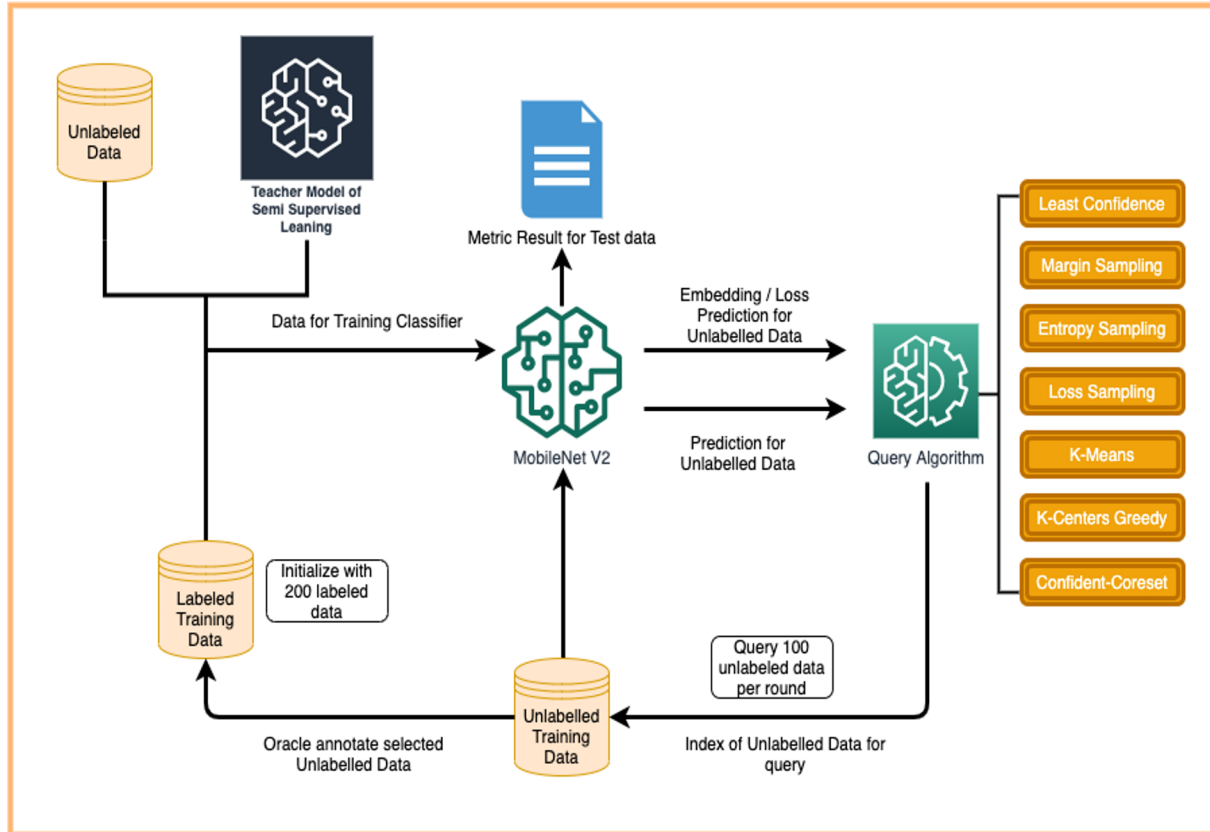 Unlabeled
Data
Teacher Model of
Semi Supervised
Leaning
Metric Result for Test data
Data for Training Classifier
Embedding / Loss
Prediction for
Unlabelled Data
MobileNet V2
Prediction for
Unlabelled Data
Query Algorithm
Least Confidence
Margin Sampling
Entropy Sampling
Loss Sampling
K-Means
K-Centers Greedy
Confident-Coreset
Labeled
Training
Data
Initialize with
200 labeled
data
Query 100
unlabeled data
per round
Unlabelled
Training
Data
Oracle annotate selected
Unlabelled Data
Index of Unlabelled Data for
query